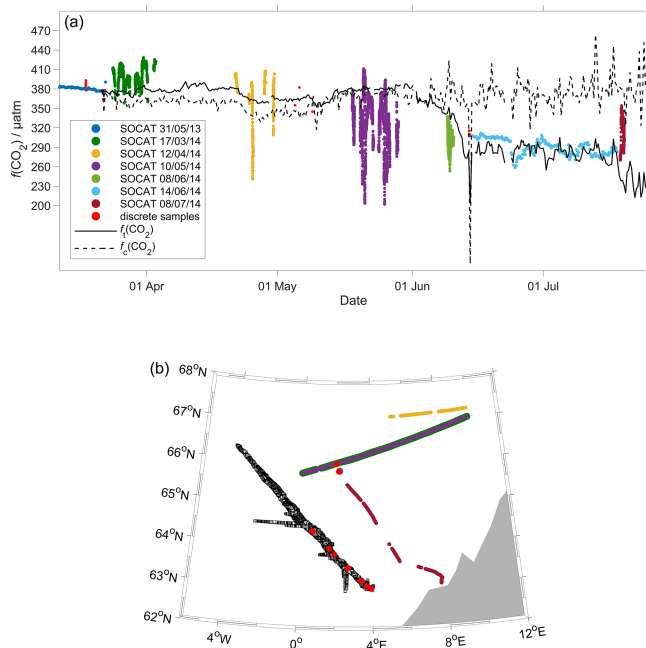 (a)
470
440
410
380
350
320
290
260
230
200
f(CO2) / µatm
SOCAT 31/05/13
SOCAT 17/03/14
SOCAT 12/04/14
SOCAT 10/05/14
SOCAT 08/06/14
SOCAT 14/06/14
SOCAT 08/07/14
discrete samples
ft(CO2)
fc(CO2)
01 Apr 01 May 01 Jun 01 Jul
Date
(b)
68°N
67°N
66°N
65°N
64°N
63°N
62°N
4°W 0° 4°E 8°E 12°E